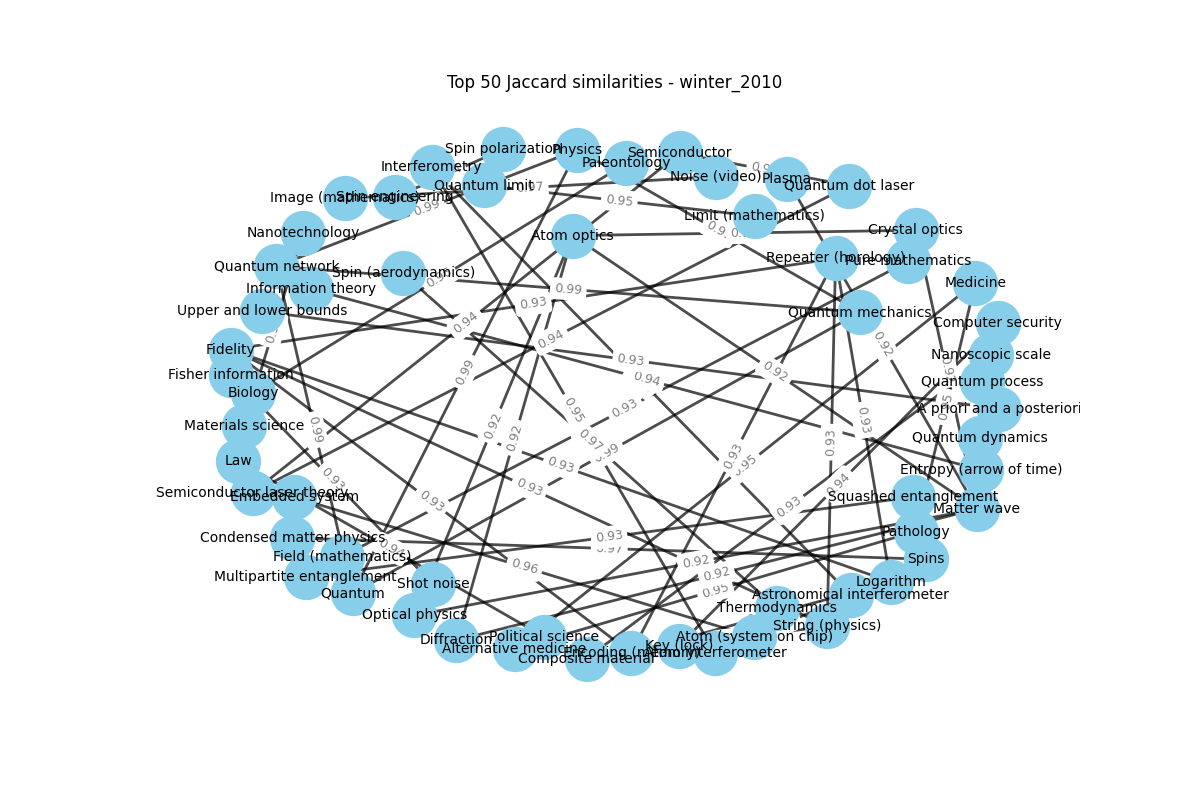 Top 50 Jaccard similarities - winter_2010
Spin polarization
Physics
Semiconductor
Interferometry
Paleontology
Noise (video)
Plasma
Quantum limit
Quantum dot laser
0.97
Image (mathematics)
Spin engineering
0.95
0.99
Limit (mathematics)
Nanotechnology
Atom optics
Crystal optics
Repeater (horology)
Pure mathematics
Quantum network
Spin (aerodynamics)
Medicine
Information theory
0.99
0.93
Upper and lower bounds
Quantum mechanics
0.94
Computer security
0.94
0.92
Fidelity
Nanoscopic scale
0.93
Fisher information
0.99
0.92
0.94
Quantum process
Biology
0.95
0.93
A priori and a posteriori
Materials science
0.92
0.99
0.93
0.93
0.92
0.97
Quantum dynamics
Law
0.93
0.93
0.95
Entropy (arrow of time)
0.93
0.93
0.94
Semiconductor laser theory
Embedded system
Squashed entanglement
0.93
0.93
Matter wave
Condensed matter physics
0.93
Pathology
0.94
0.97
Field (mathematics)
0.92
Spins
0.96
Multipartite entanglement
0.92
Shot noise
Logarithm
Quantum
0.95
Astronomical interferometer
Thermodynamics
Optical physics
String (physics)
Diffraction
Political science
Atom (system on chip)
Alternative medicine
Key (lock)
Encoding (memory)
Atom interferometer
Composite material